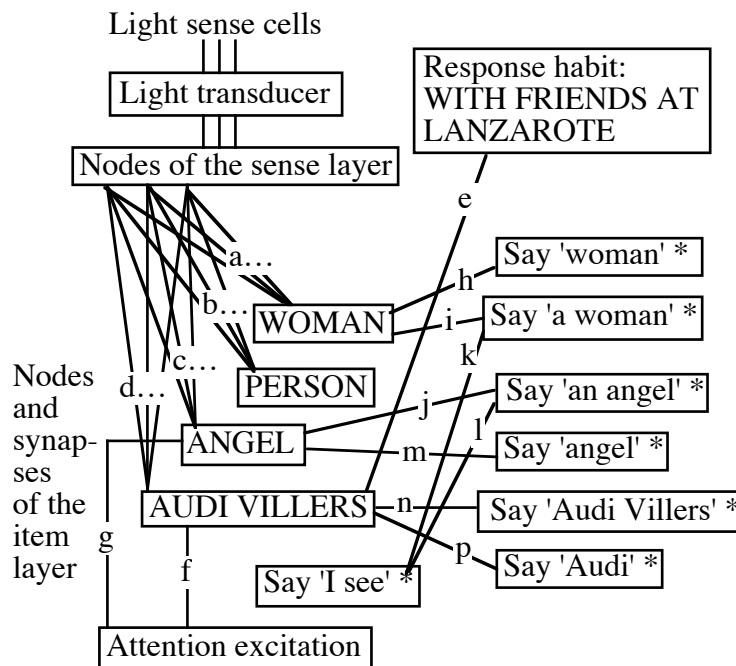 Light sense cells
Light transducer
Nodes of the sense layer
Response habit:
WITH FRIENDS AT
LANZAROTE
e
a…
b…
c…
d…
WOMAN
PERSON
ANGEL
AUDI VILLERS
h
i
k
j
l
m
n
p
Say 'woman' *
Say 'a woman' *
Say 'an angel' *
Say 'angel' *
Say 'Audi Villers' *
Say 'Audi' *
Say 'I see' *
Nodes
and
synap-
ses
of the
item
layer
g
f
Attention excitation